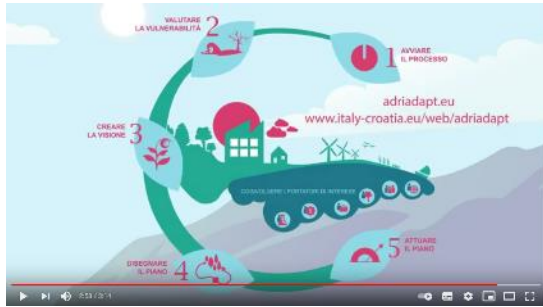 VALUTARE
LA VULNERABILITÀ
2
1
AVVIARE
IL PROCESSO
adriadapt.eu
www.italy-croatia.eu/web/adriadapt
CREARE
LA VISIONE
3
I PORTATORI DI INTERESSE
DISEGNARE
IL PIANO
4
5
ATTUARE
IL PIANO